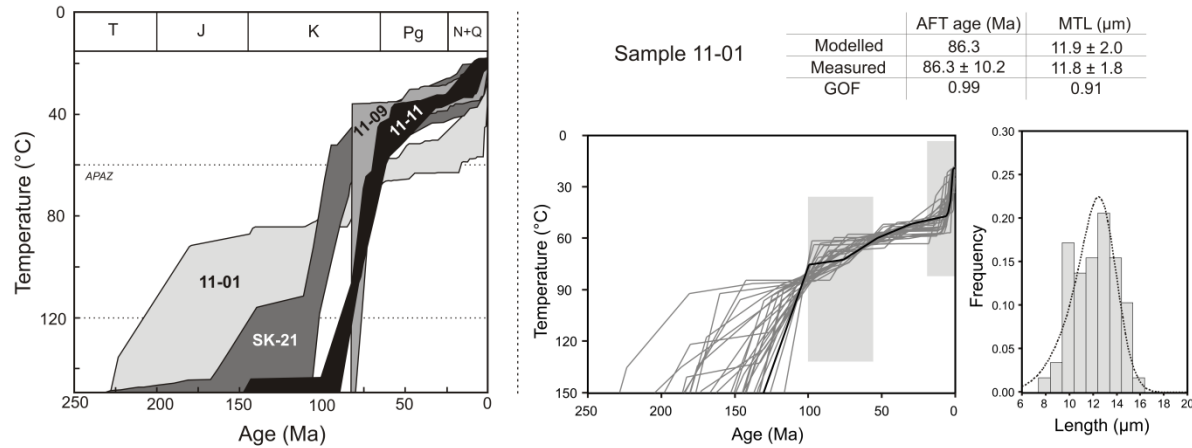 0
T J K Pg N+Q
40
80
120
Temperature (°C)
APAZ
11-09
11-11
11-01
SK-21
250 200 150 100 50 0
Age (Ma)
Sample 11-01
AFT age (Ma) MTL (µm)
Modelled 86.3 11.9 ± 2.0
Measured 86.3 ± 10.2 11.8 ± 1.8
GOF 0.99 0.91
0
30
60
90
120
150
Temperature (°C)
250 200 150 100 50 0
Age (Ma)
0.30
0.25
0.20
0.15
0.10
0.05
0.00
Frequency
6 8 10 12 14 16 18 20
Length (µm)